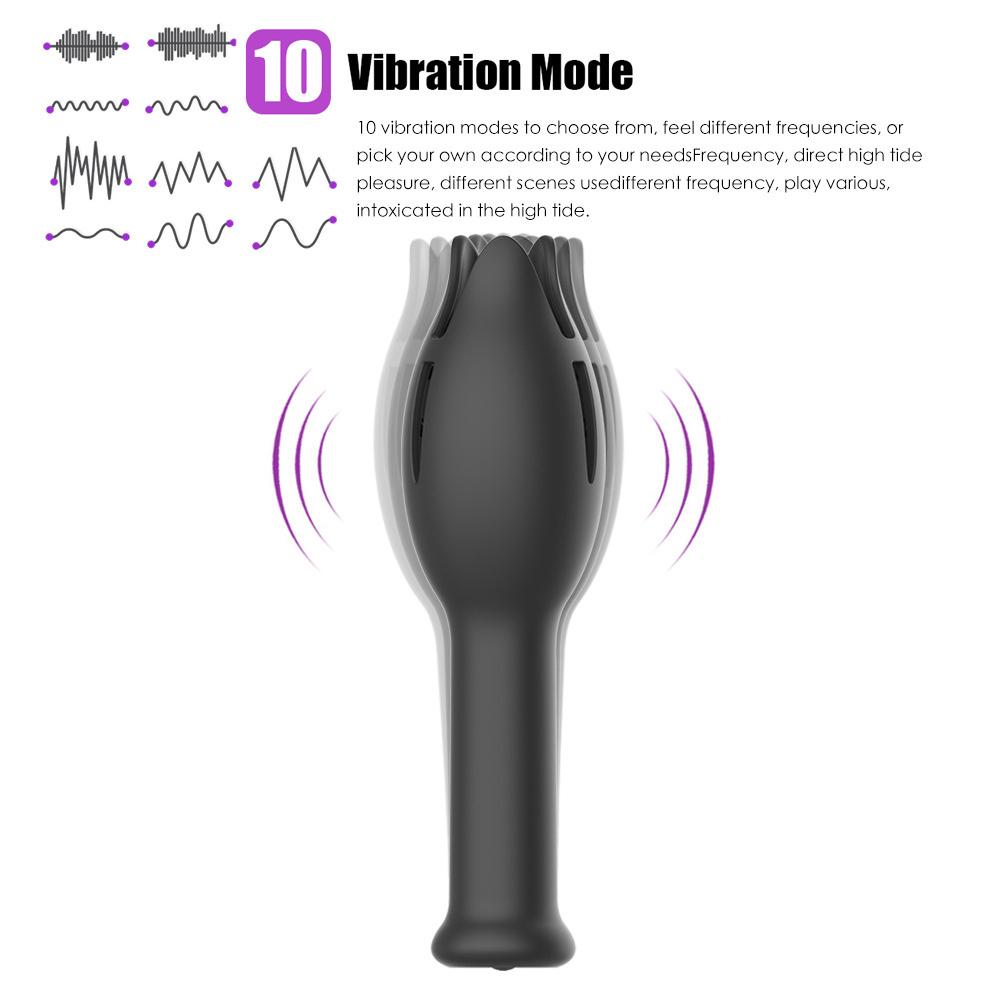 10 Vibration Mode
10 vibration modes to choose from, feel different frequencies, or
pick your own according to your needsFrequency, direct high tide
pleasure, different scenes usedifferent frequency, play various,
intoxicated in the high tide.